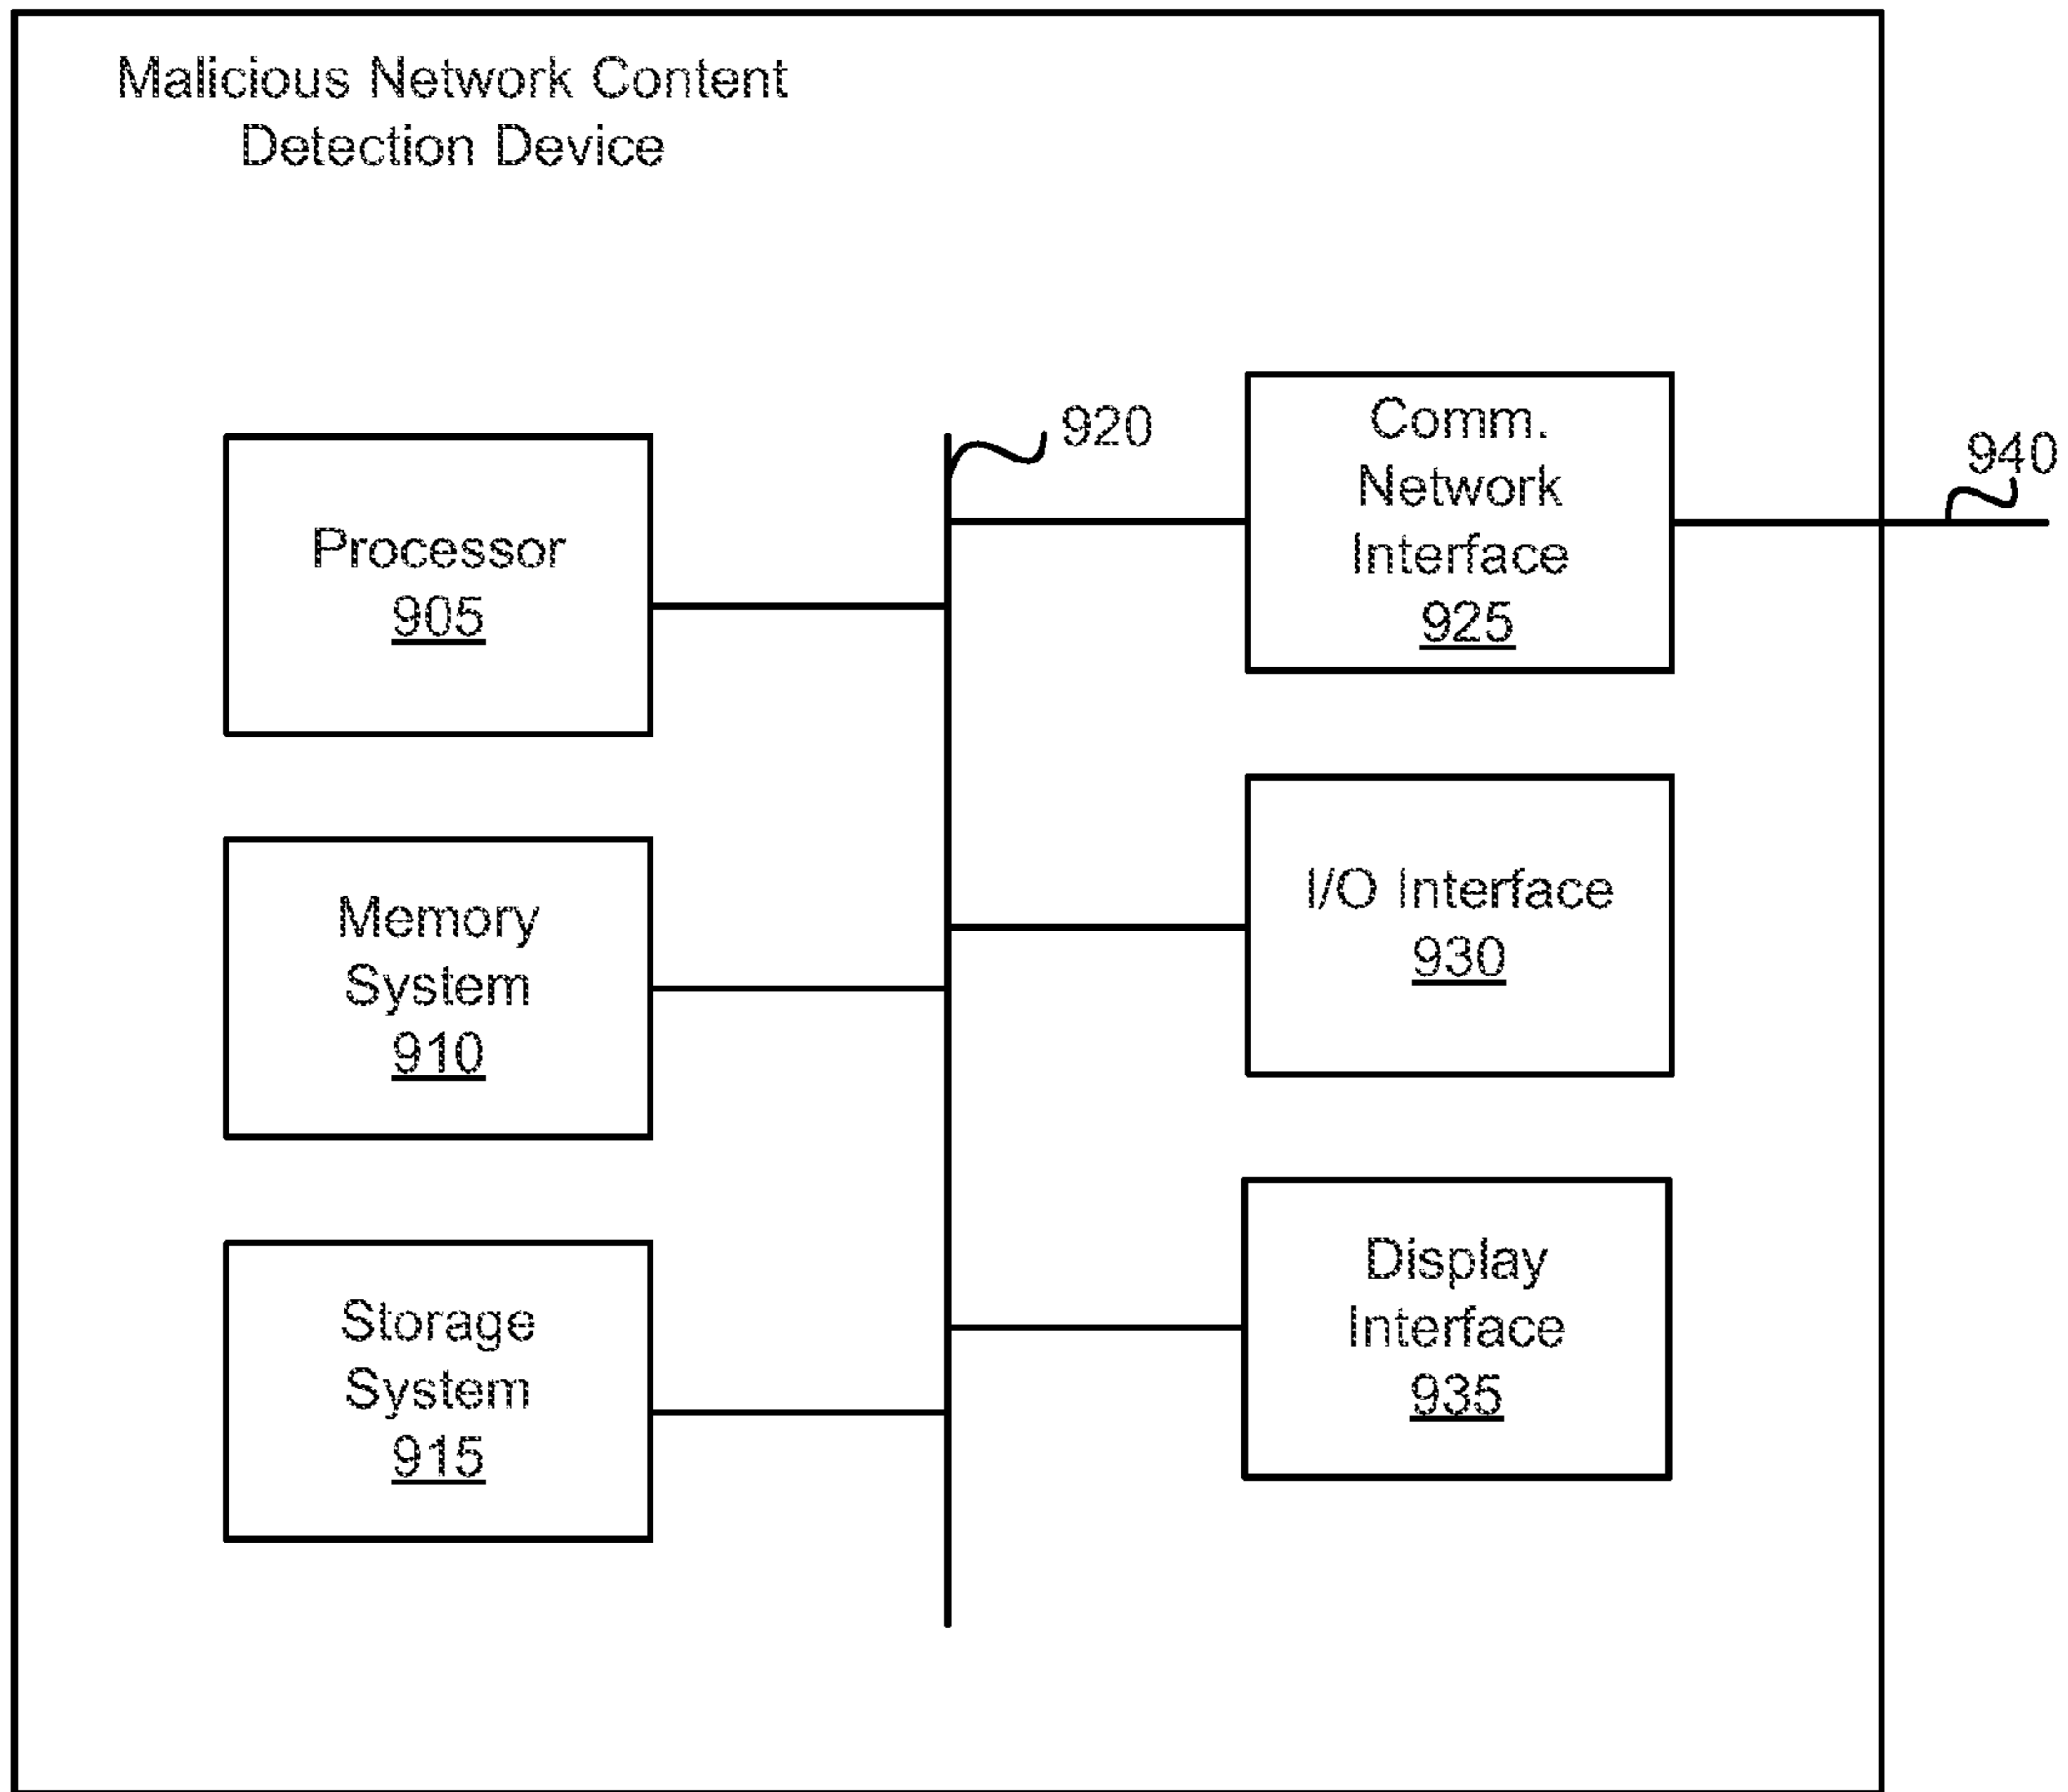 Malicious Network Content
Detection Device
Processor
905
Memory
System
910
Storage
System
915
920
Comm.
Network
Interface
925
940
I/O Interface
930
Display
Interface
935